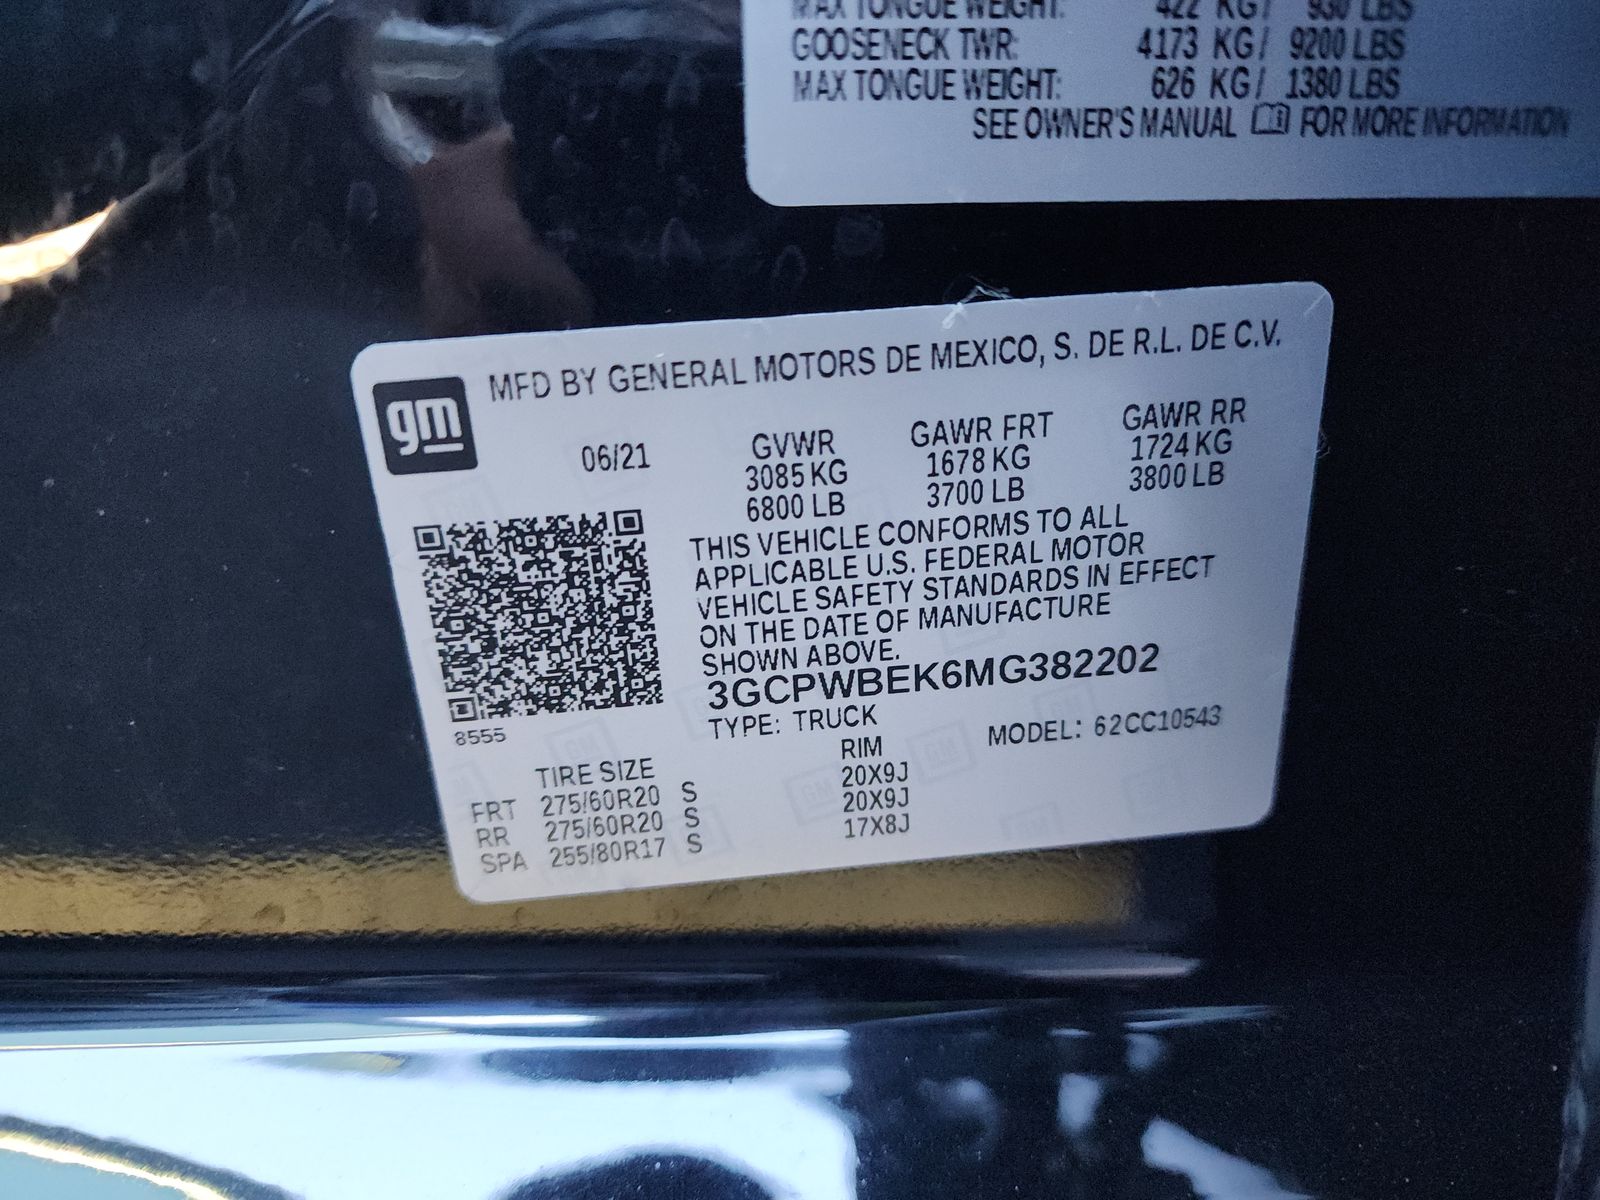 MAX TONGUE WEIGHT: 422 KG/ 930 LBS
GOOSENECK TWR: 4173 KG/ 9200 LBS
MAX TONGUE WEIGHT: 626 KG/ 1380 LBS
SEE OWNER'S MANUAL FOR MORE INFORMATION
gm
MFD BY GENERAL MOTORS DE MEXICO, S. DE R.L. DE C.V.
06/21 GVWR GAWR FRT GAWR RR
3085 KG 1678 KG 1724 KG
6800 LB 3700 LB 3800 LB
THIS VEHICLE CONFORMS TO ALL
APPLICABLE U.S. FEDERAL MOTOR
VEHICLE SAFETY STANDARDS IN EFFECT
ON THE DATE OF MANUFACTURE
SHOWN ABOVE.
3GCPWBEK6MG382202
8555
TYPE: TRUCK MODEL: 62CC10543
TIRE SIZE RIM
FRT 275/60R20 S 20X9J
RR 275/60R20 S 20X9J
SPA 255/80R17 S 17X8J